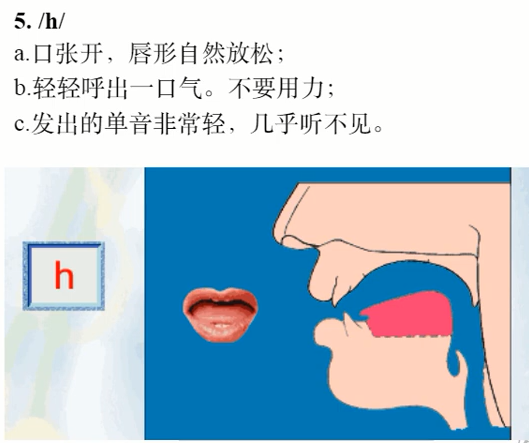 5. /h/
a.口张开，唇形自然放松；
b.轻轻呼出一口气。不要用力；
c.发出的单音非常轻，几乎听不见。
h